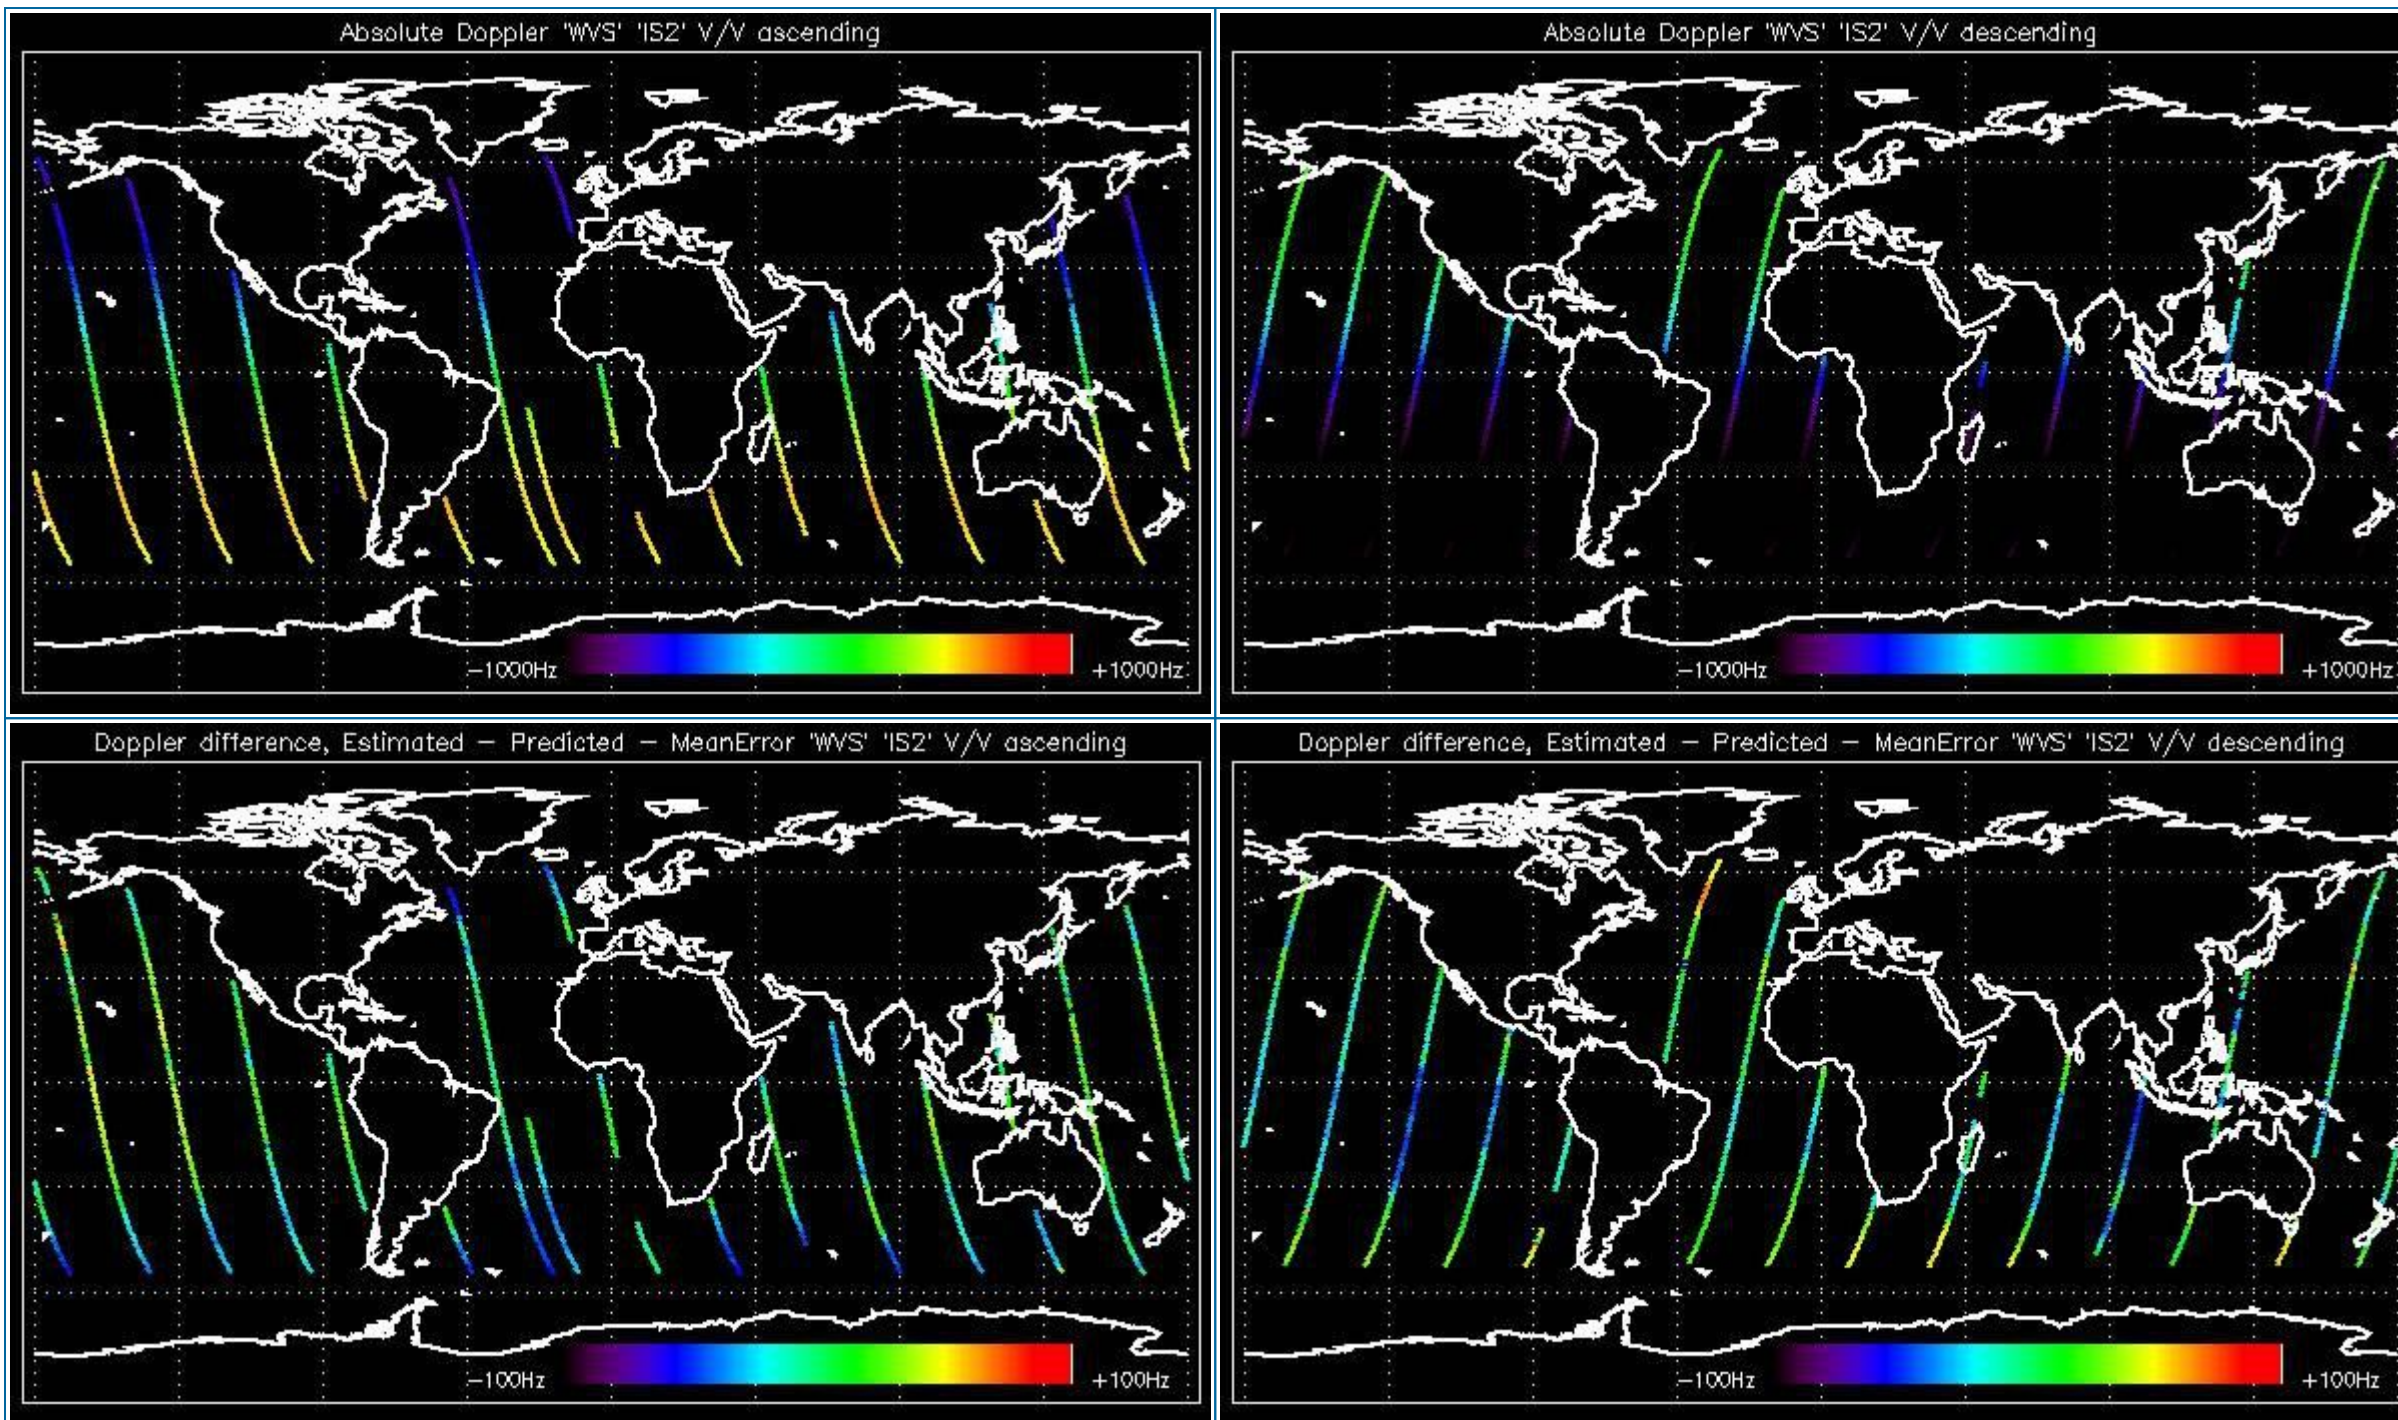 Absolute Doppler 'WVS' 'IS2' V/V ascending
-1000Hz
+1000Hz
Absolute Doppler 'WVS' 'IS2' V/V descending
-1000Hz
+1000Hz
Doppler difference, Estimated - Predicted - MeanError 'WVS' 'IS2' V/V ascending
-100Hz
+100Hz
Doppler difference, Estimated - Predicted - MeanError 'WVS' 'IS2' V/V descending
-100Hz
+100Hz